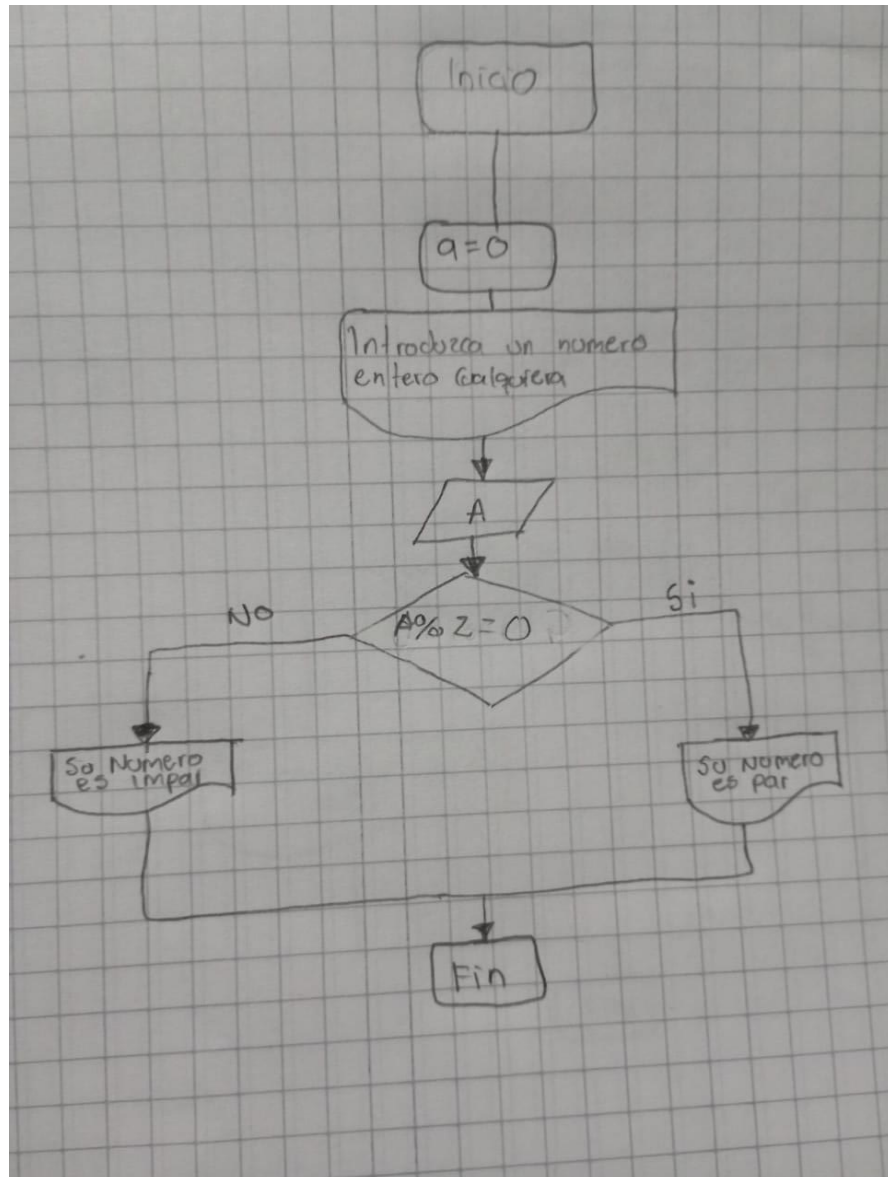 Inicio
a=0
Introduzca un numero
entero cualquiera
A
A%2=0
No
Si
Su Numero
es impar
Su Numero
es par
Fin